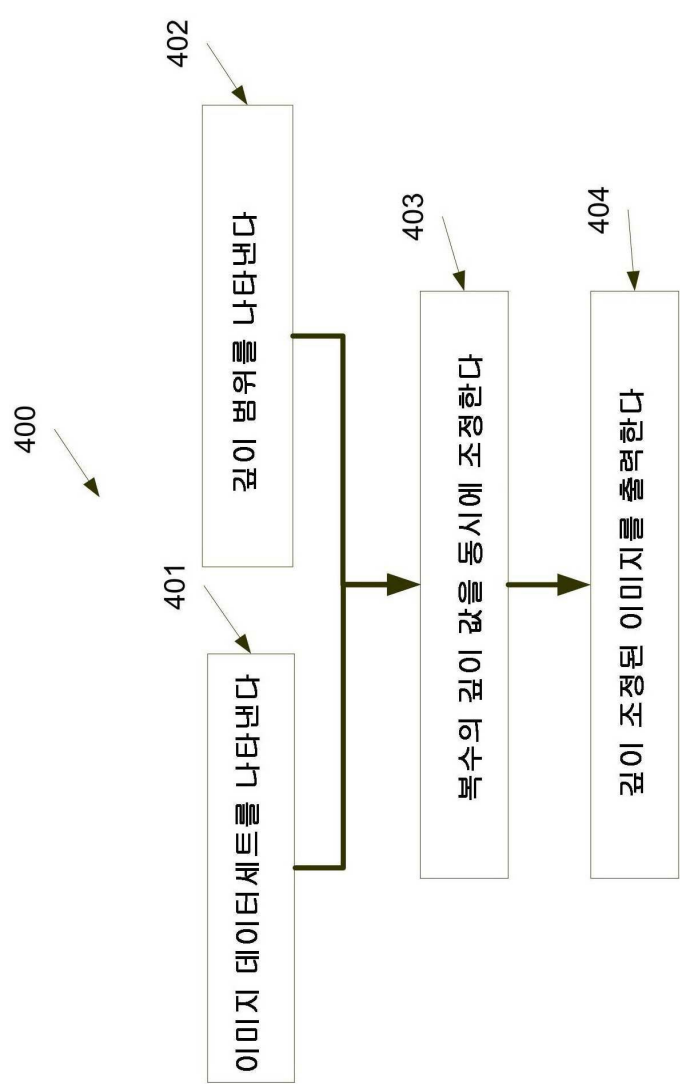 400
401
이미지 데이터세트를 나타낸다
402
깊이 범위를 나타낸다
403
복수의 깊이 값을 동시에 조정한다
404
깊이 조정된 이미지를 출력한다